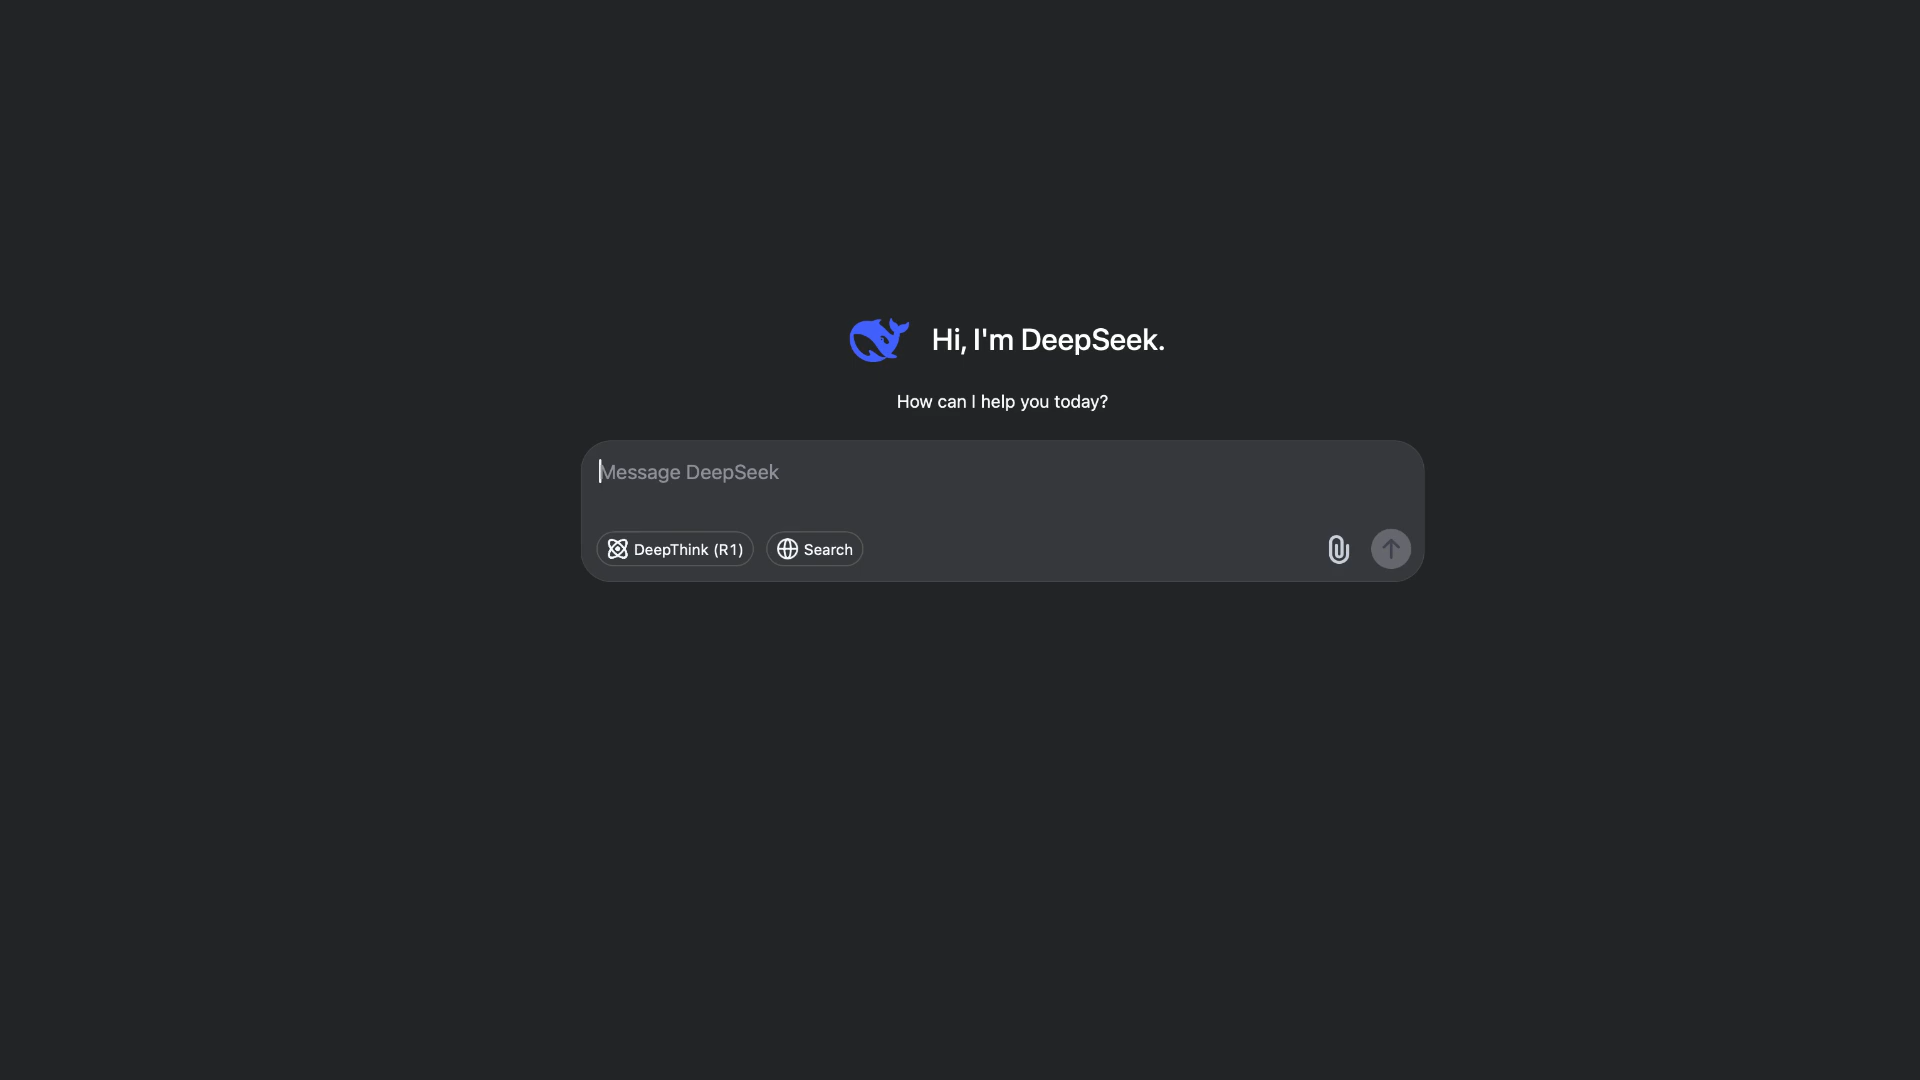 Hi, I'm DeepSeek.
How can I help you today?
Message DeepSeek
DeepThink (R1)
Search